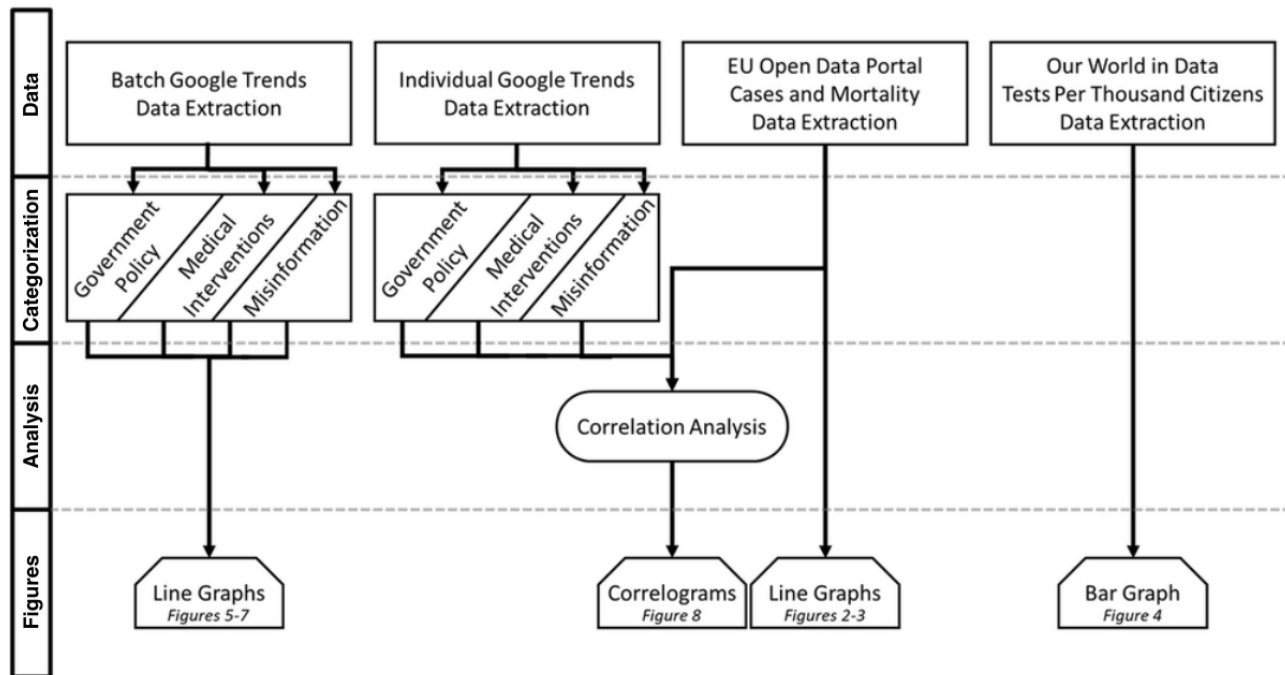 Data
Batch Google Trends
Data Extraction
Individual Google Trends
Data Extraction
EU Open Data Portal
Cases and Mortality
Data Extraction
Our World in Data
Tests Per Thousand Citizens
Data Extraction
Categorization
Government
Policy
Medical
Interventions
Misinformation
Government
Policy
Medical
Interventions
Misinformation
Analysis
Correlation Analysis
Figures
Line Graphs
Figures 5-7
Correlograms
Figure 8
Line Graphs
Figures 2-3
Bar Graph
Figure 4